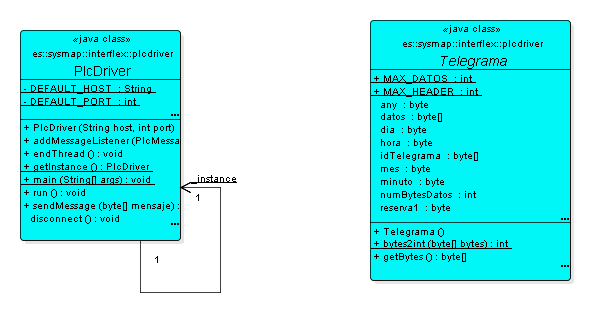 «java class»
es::sysmap::interflex::plcdriver
PlcDriver
- DEFAULT_HOST : String
- DEFAULT_PORT : int
...
+ PlcDriver (String host, int port)
+ addMessageListener (PlcMessa
+ endThread () : void
+ getInstance () : PlcDriver
+ main (String[] args) : void
+ run () : void
+ sendMessage (byte[] mensaje) :
disconnect () : void
...
_instance
1
1
«java class»
es::sysmap::interflex::plcdriver
Telegrama
+ MAX_DATOS : int
+ MAX_HEADER : int
any : byte
datos : byte[]
dia : byte
hora : byte
idTelegrama : byte[]
mes : byte
minuto : byte
numBytesDatos : int
reserva1 : byte
...
+ Telegrama ()
+ bytes2int (byte[] bytes) : int
+ getBytes () : byte[]
...